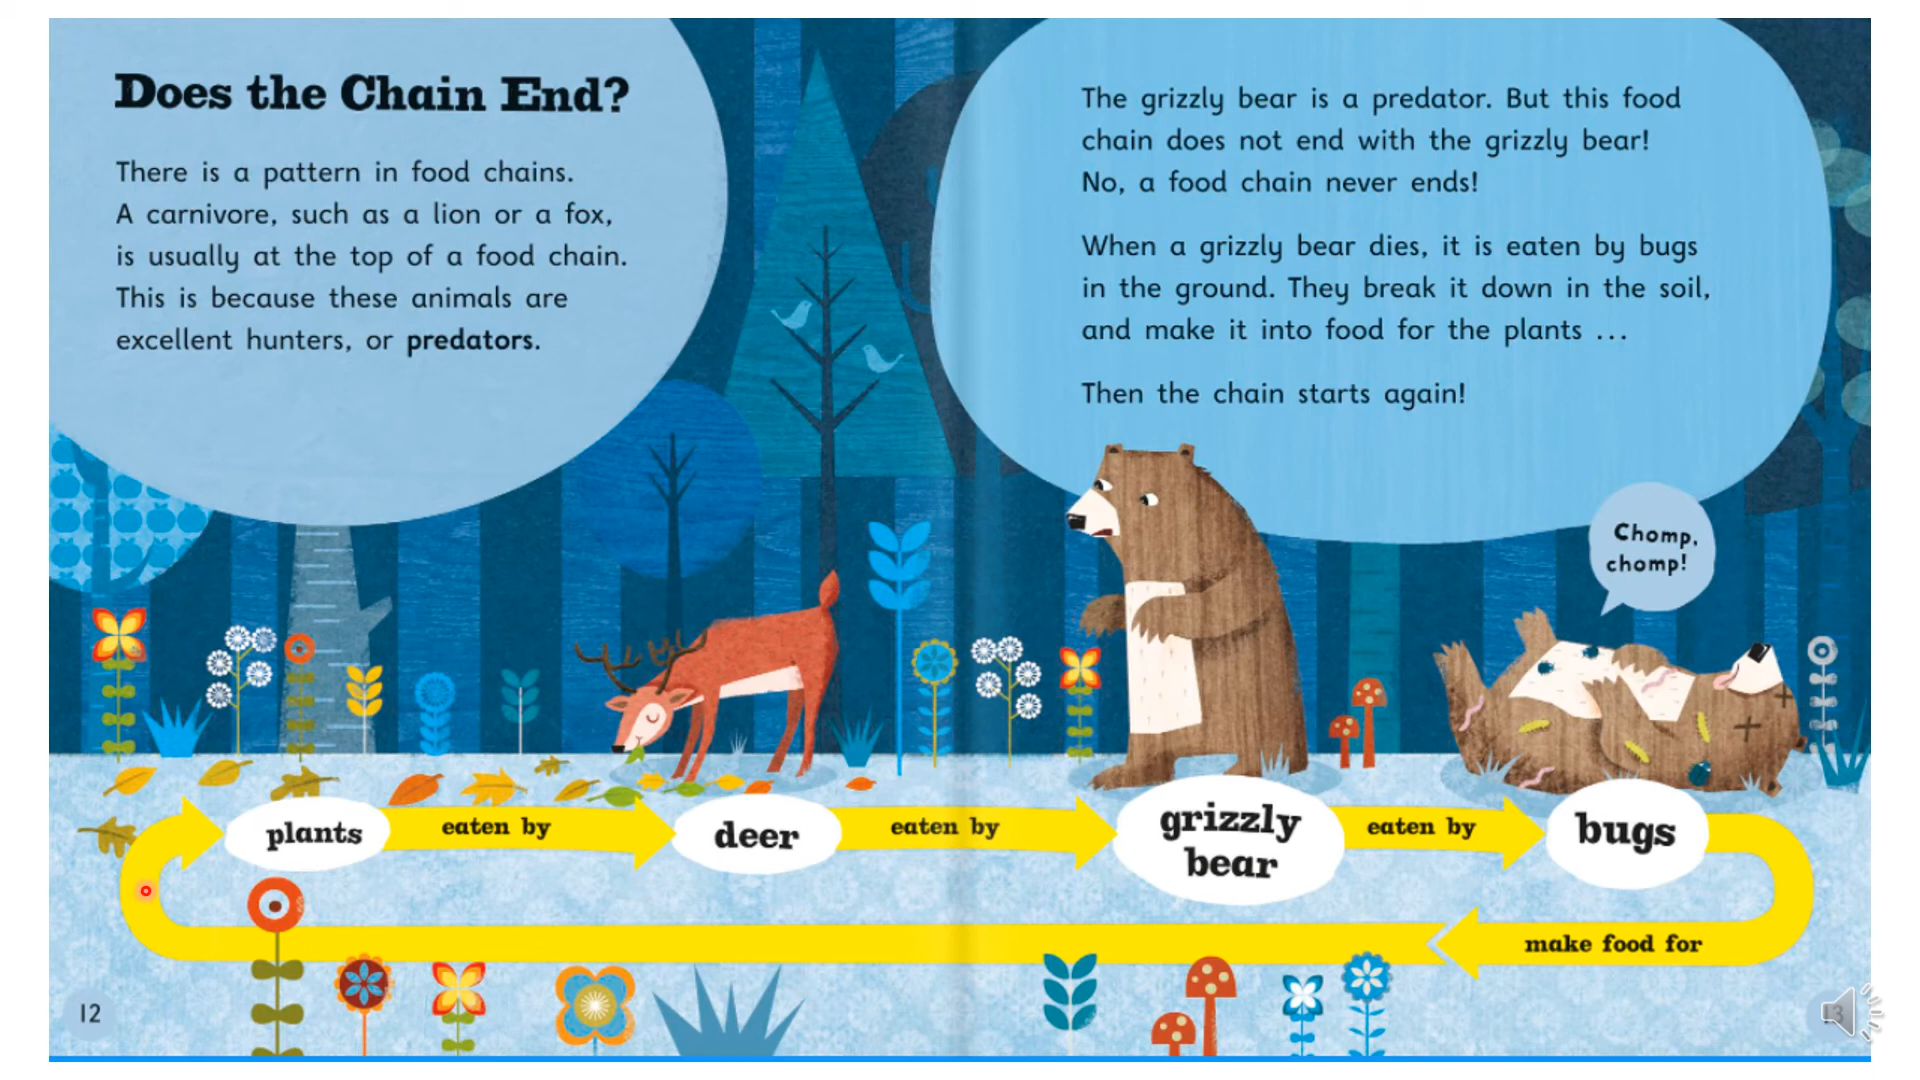 Does the Chain End?
There is a pattern in food chains.
A carnivore, such as a lion or a fox,
is usually at the top of a food chain.
This is because these animals are
excellent hunters, or predators.
The grizzly bear is a predator. But this food
chain does not end with the grizzly bear!
No, a food chain never ends!
When a grizzly bear dies, it is eaten by bugs
in the ground. They break it down in the soil,
and make it into food for the plants ...
Then the chain starts again!
Chomp,
chomp!
plants
eaten by
deer
eaten by
grizzly
bear
eaten by
bugs
make food for
12